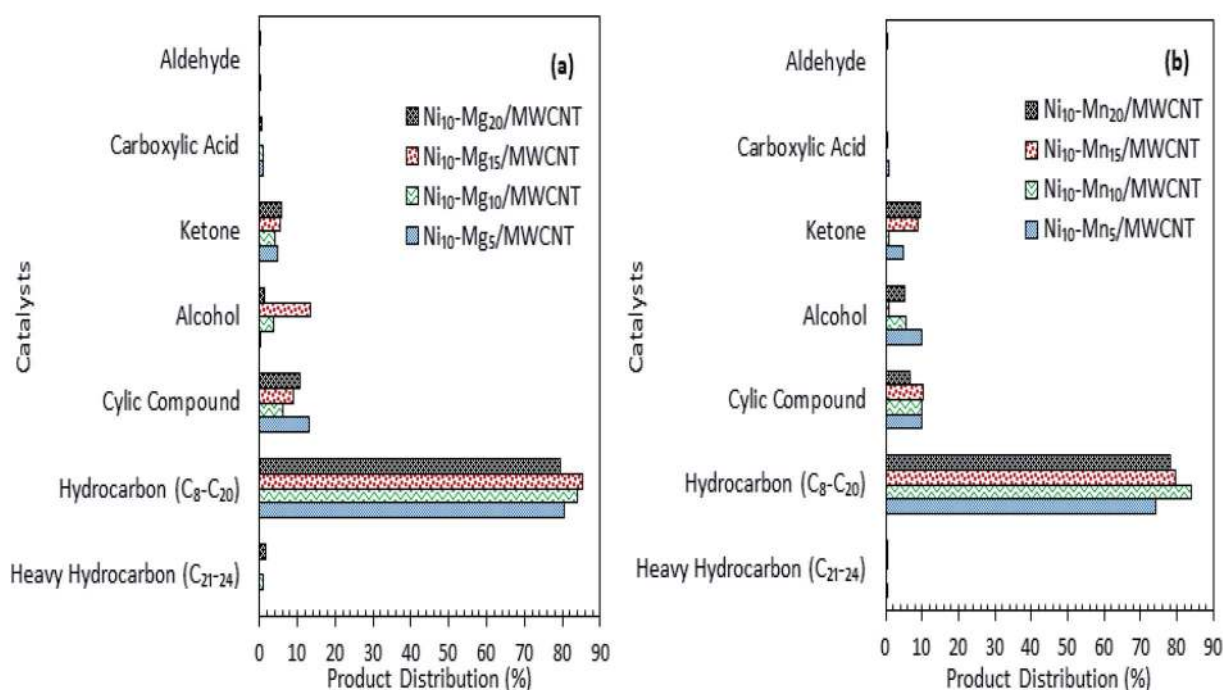 (a)
Aldehyde
Carboxylic Acid
Ketone
Alcohol
Cylic Compound
Hydrocarbon (C₈-C₂₀)
Heavy Hydrocarbon (C₂₁₋₂₄)
Catalysts
Ni₁₀-Mg₂₀/MWCNT
Ni₁₀-Mg₁₅/MWCNT
Ni₁₀-Mg₁₀/MWCNT
Ni₁₀-Mg₅/MWCNT
0 10 20 30 40 50 60 70 80 90
Product Distribution (%)
(b)
Aldehyde
Carboxylic Acid
Ketone
Alcohol
Cylic Compound
Hydrocarbon (C₈-C₂₀)
Heavy Hydrocarbon (C₂₁₋₂₄)
Catalysts
Ni₁₀-Mn₂₀/MWCNT
Ni₁₀-Mn₁₅/MWCNT
Ni₁₀-Mn₁₀/MWCNT
Ni₁₀-Mn₅/MWCNT
0 10 20 30 40 50 60 70 80 90
Product Distribution (%)